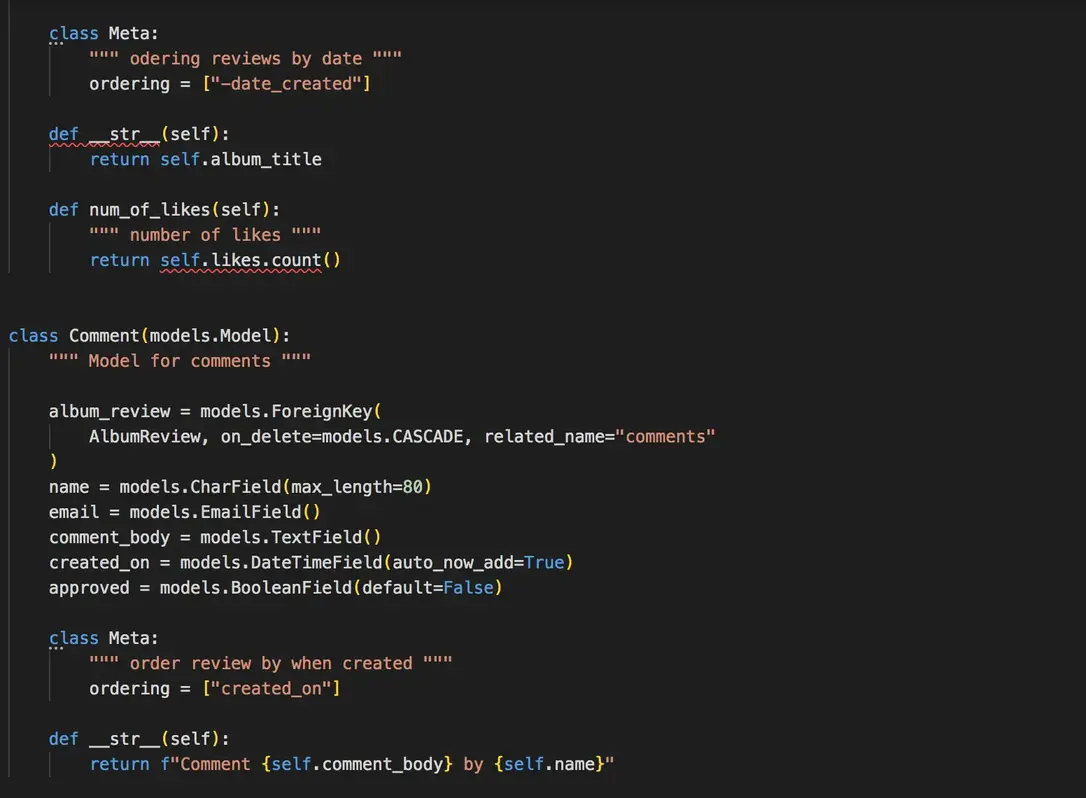 class Meta:
    """ odering reviews by date """
    ordering = ["-date_created"]

def __str__(self):
    return self.album_title

def num_of_likes(self):
    """ number of likes """
    return self.likes.count()

class Comment(models.Model):
    """ Model for comments """

    album_review = models.ForeignKey(
        AlbumReview, on_delete=models.CASCADE, related_name="comments"
    )
    name = models.CharField(max_length=80)
    email = models.EmailField()
    comment_body = models.TextField()
    created_on = models.DateTimeField(auto_now_add=True)
    approved = models.BooleanField(default=False)

    class Meta:
        """ order review by when created """
        ordering = ["created_on"]

    def __str__(self):
        return f"Comment {self.comment_body} by {self.name}"